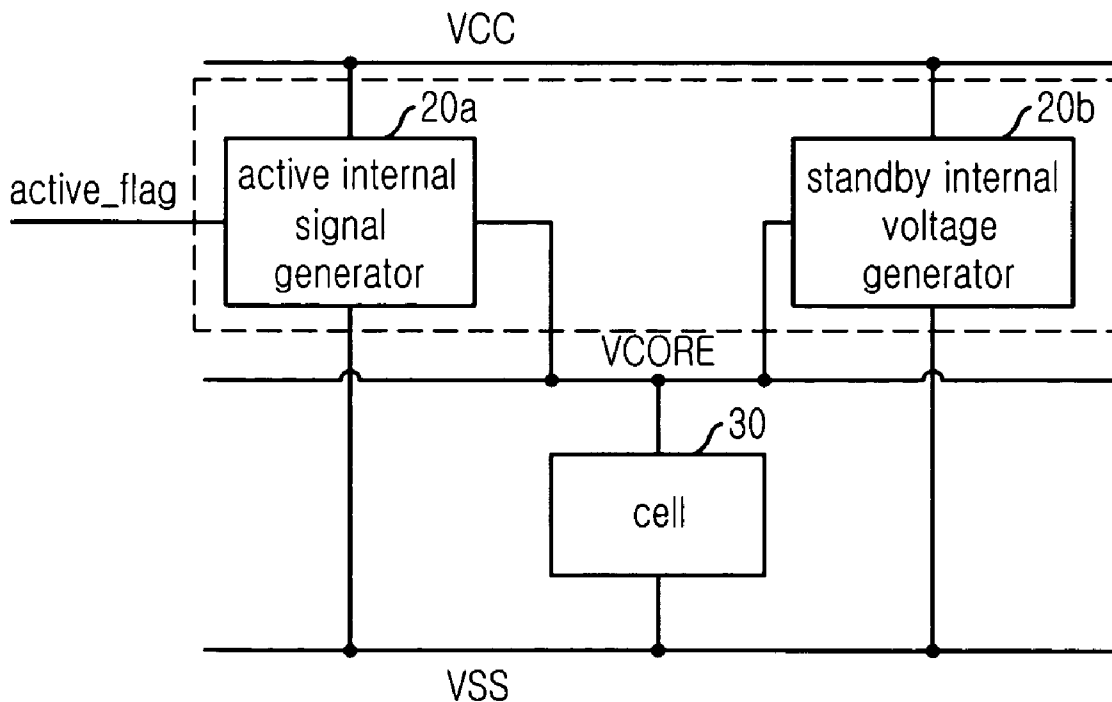 VCC
20a
20b
active_flag
active internal
signal
generator
standby internal
voltage
generator
VCORE
30
cell
VSS